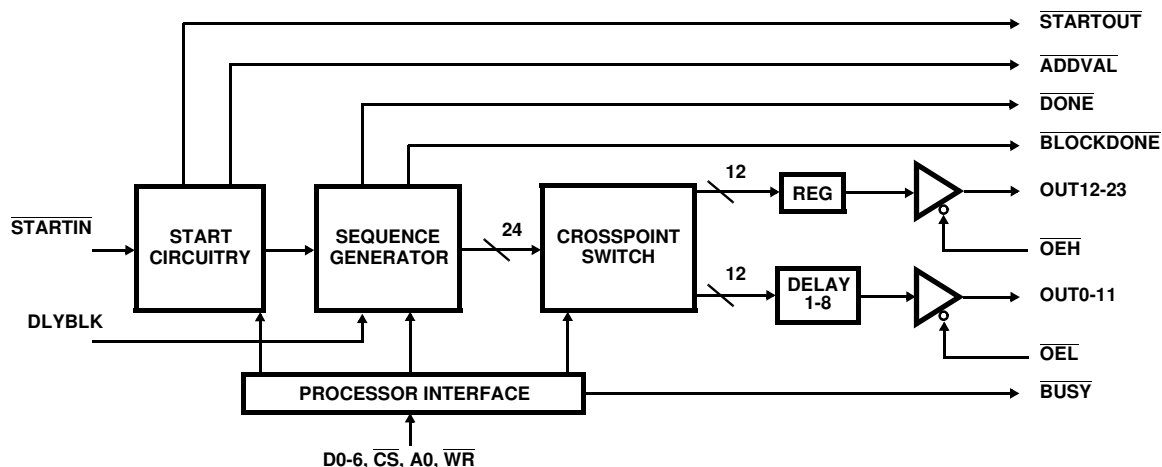 STARTOUT
ADDVAL
DONE
BLOCKDONE
12
REG
OUT12-23
STARTIN
START
CIRCUITRY
SEQUENCE
GENERATOR
24
CROSSPOINT
SWITCH
OEH
12
DELAY
1-8
OUT0-11
DLYBLK
OEL
PROCESSOR INTERFACE
BUSY
D0-6, CS, A0, WR